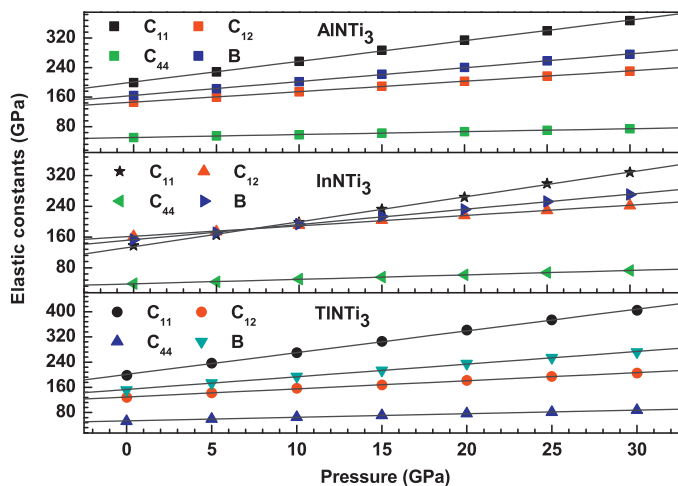 Elastic constants (GPa)
C11 C12 AlNTi3
C44 B
320
240
160
80
C11 C12 InNTi3
C44 B
320
240
160
80
C11 C12 TlNTi3
C44 B
400
320
240
160
80
0 5 10 15 20 25 30
Pressure (GPa)